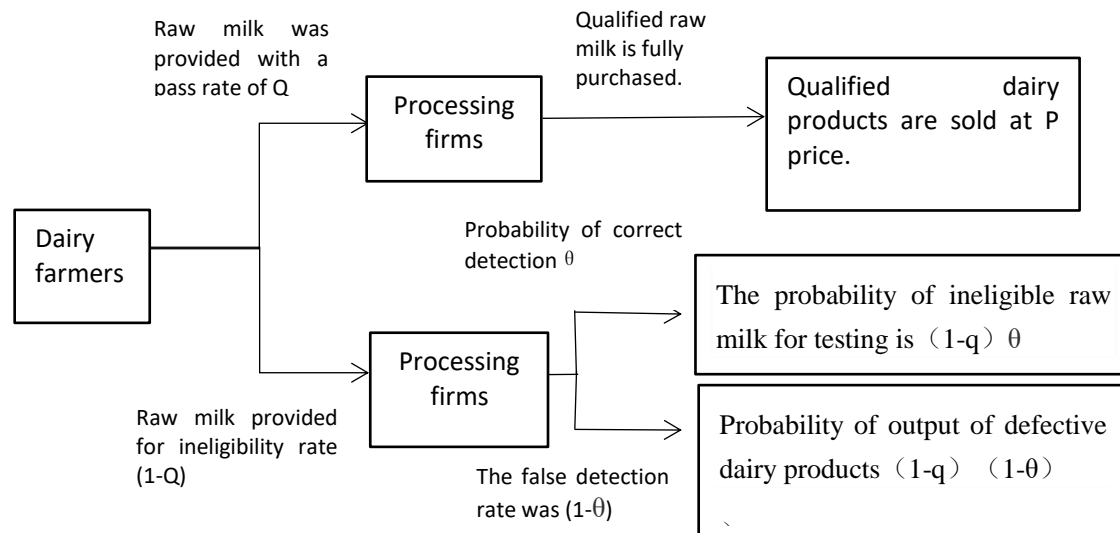 Raw milk was
provided with a
pass rate of Q
Qualified raw
milk is fully
purchased.
Processing
firms
Qualified dairy
products are sold at P
price.
Dairy
farmers
Probability of correct
detection θ
The probability of ineligible raw
milk for testing is（1-q）θ
Processing
firms
Raw milk provided
for ineligibility rate
(1-Q)
The false detection
rate was (1-θ)
Probability of output of defective
dairy products（1-q）（1-θ）